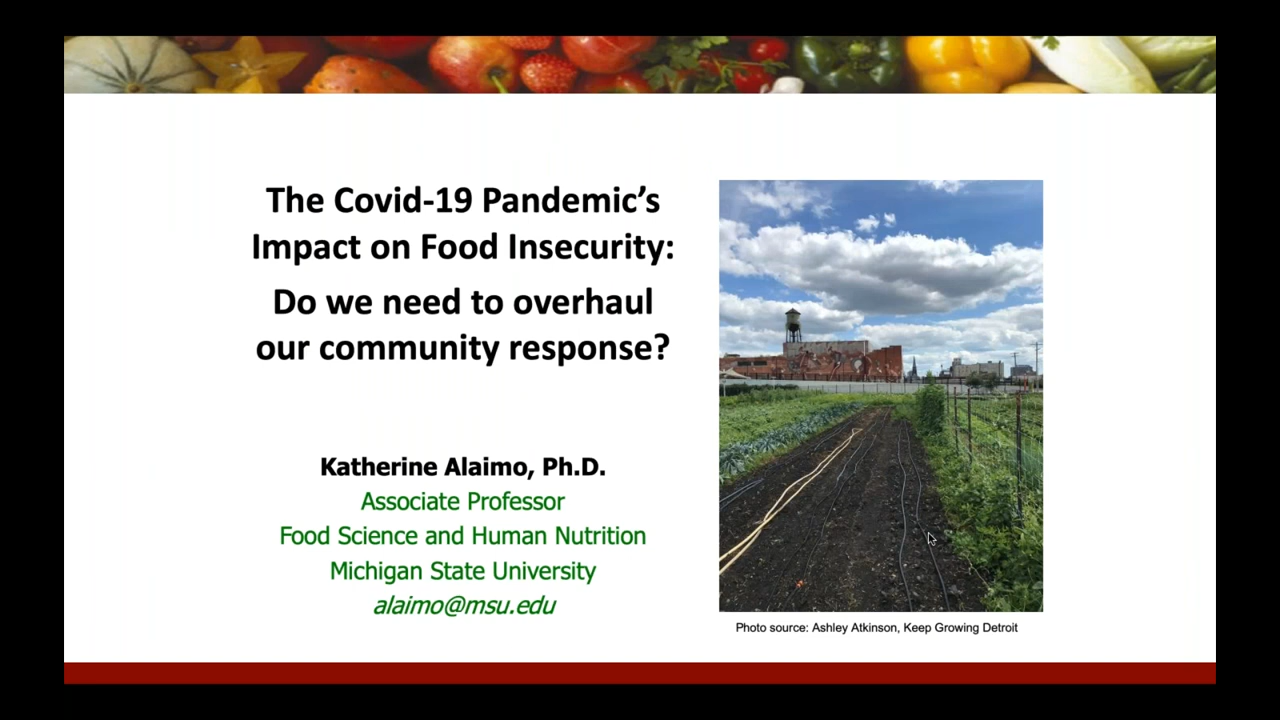 The Covid-19 Pandemic’s
Impact on Food Insecurity:
Do we need to overhaul
our community response?
Katherine Alaimo, Ph.D.
Associate Professor
Food Science and Human Nutrition
Michigan State University
alaimo@msu.edu
Photo source: Ashley Atkinson, Keep Growing Detroit